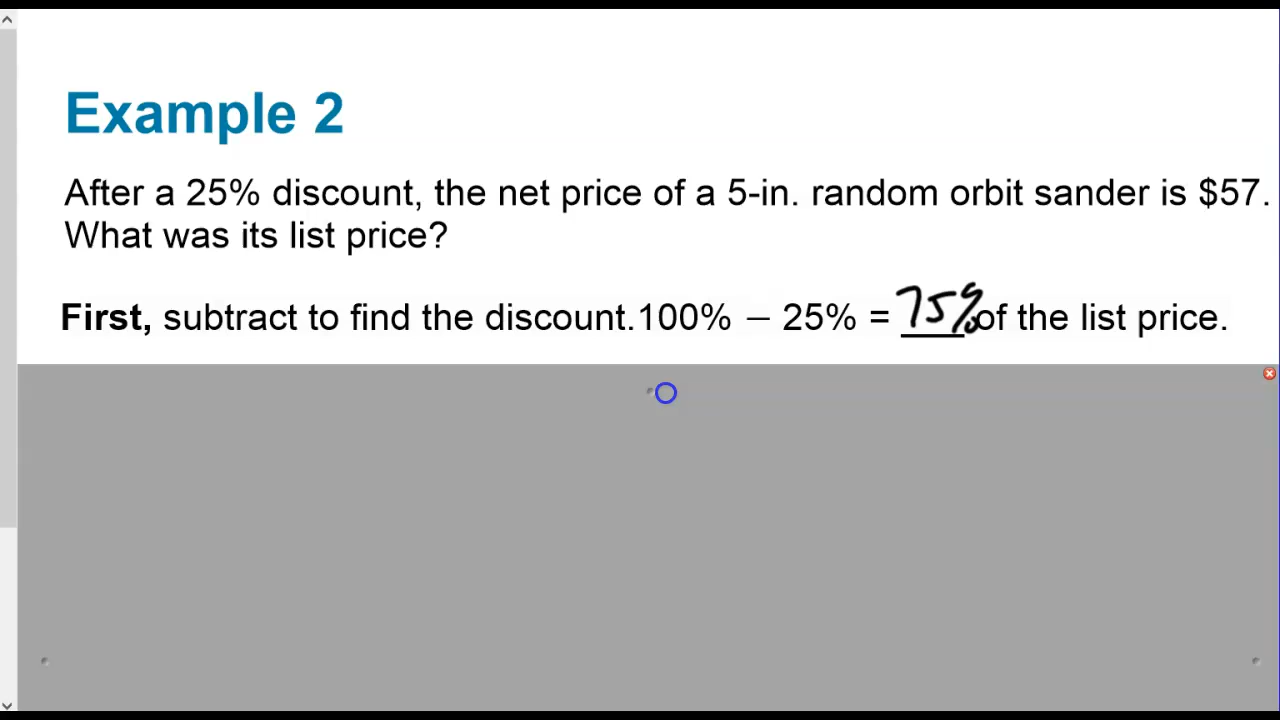 Example 2
After a 25% discount, the net price of a 5-in. random orbit sander is $57.
What was its list price?
First, subtract to find the discount.100% − 25% = 75% of the list price.